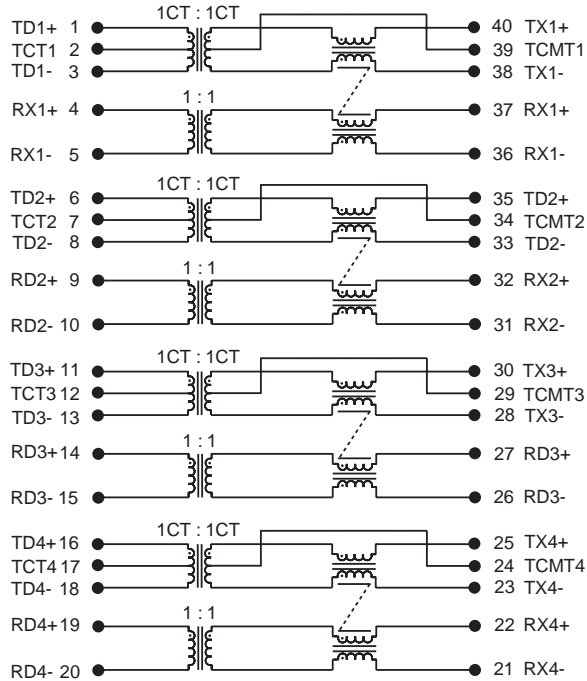 1CT : 1CT
TD1+ 1 40 TX1+
TCT1 2 39 TCMT1
TD1- 3 38 TX1-
1 : 1
RX1+ 4 37 RX1+
RX1- 5 36 RX1-
1CT : 1CT
TD2+ 6 35 TD2+
TCT2 7 34 TCMT2
TD2- 8 33 TD2-
1 : 1
RD2+ 9 32 RX2+
RD2- 10 31 RX2-
1CT : 1CT
TD3+ 11 30 TX3+
TCT3 12 29 TCMT3
TD3- 13 28 TX3-
1 : 1
RD3+ 14 27 RD3+
RD3- 15 26 RD3-
1CT : 1CT
TD4+ 16 25 TX4+
TCT4 17 24 TCMT4
TD4- 18 23 TX4-
1 : 1
RD4+ 19 22 RX4+
RD4- 20 21 RX4-